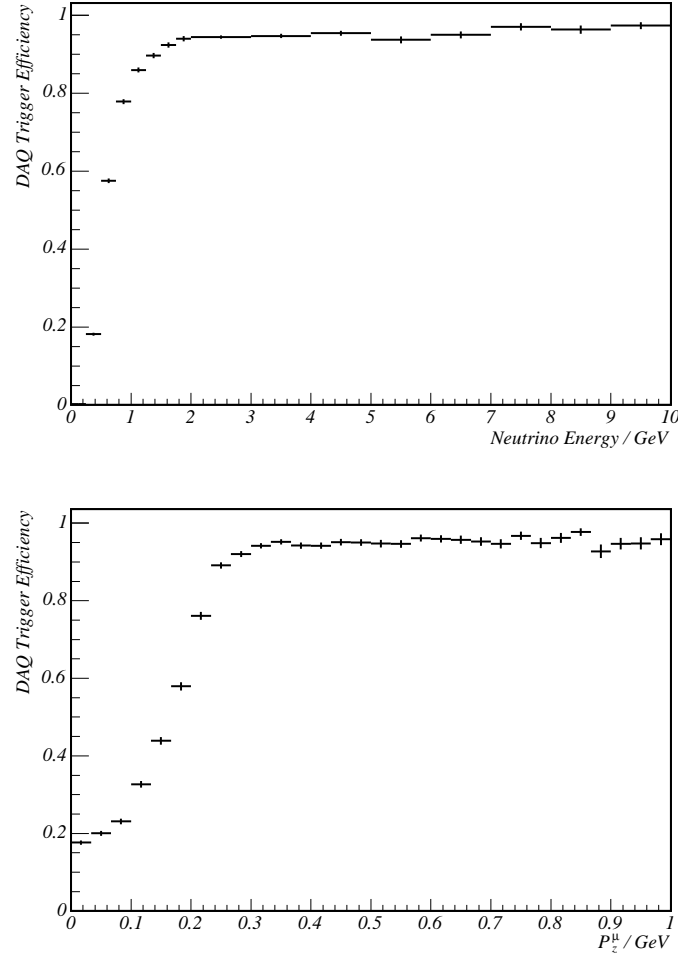 DAQ Trigger Efficiency
1
0.8
0.6
0.4
0.2
0
0 1 2 3 4 5 6 7 8 9 10
Neutrino Energy / GeV
DAQ Trigger Efficiency
1
0.8
0.6
0.4
0.2
0
0 0.1 0.2 0.3 0.4 0.5 0.6 0.7 0.8 0.9 1
P_z^μ / GeV